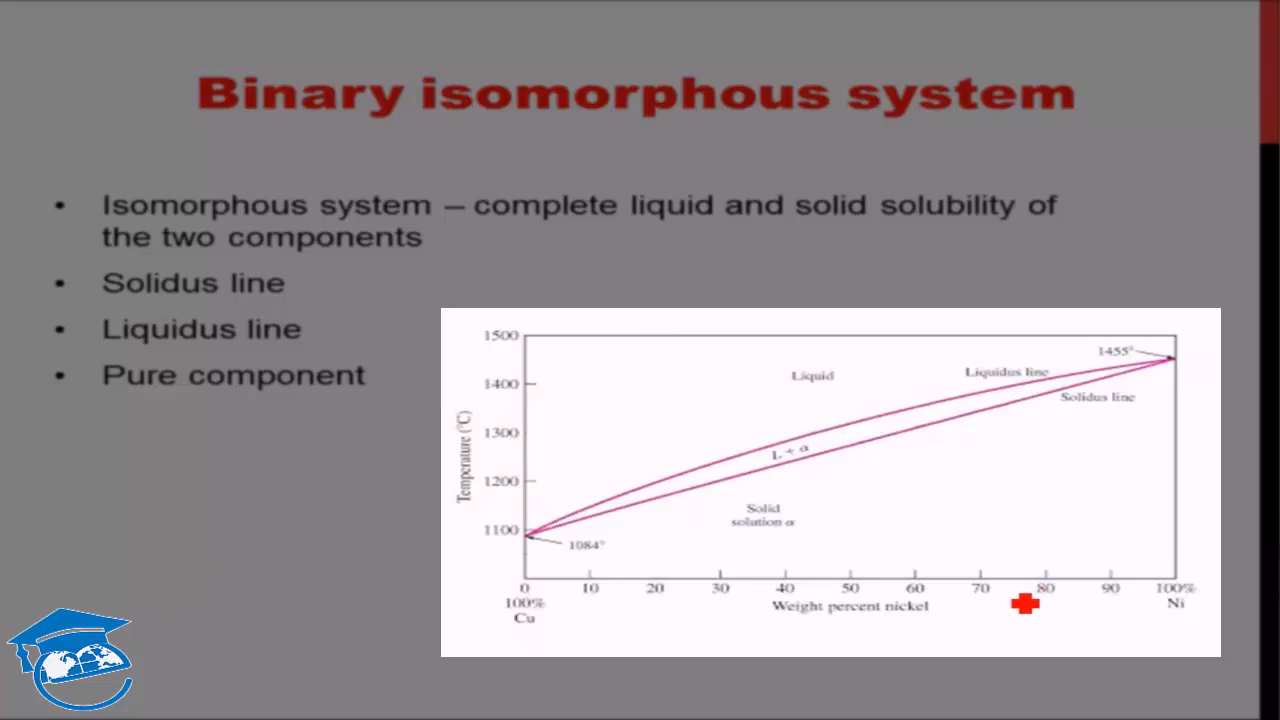 Binary isomorphous system
• Isomorphous system – complete liquid and solid solubility of
the two components
• Solidus line
• Liquidus line
• Pure component
1500
1400
1300
1200
1100
Temperature (°C)
1455°
Liquid
Liquidus line
Solidus line
L + α
Solid
solution α
1084°
0 10 20 30 40 50 60 70 80 90 100%
100%
Cu
Weight percent nickel
Ni